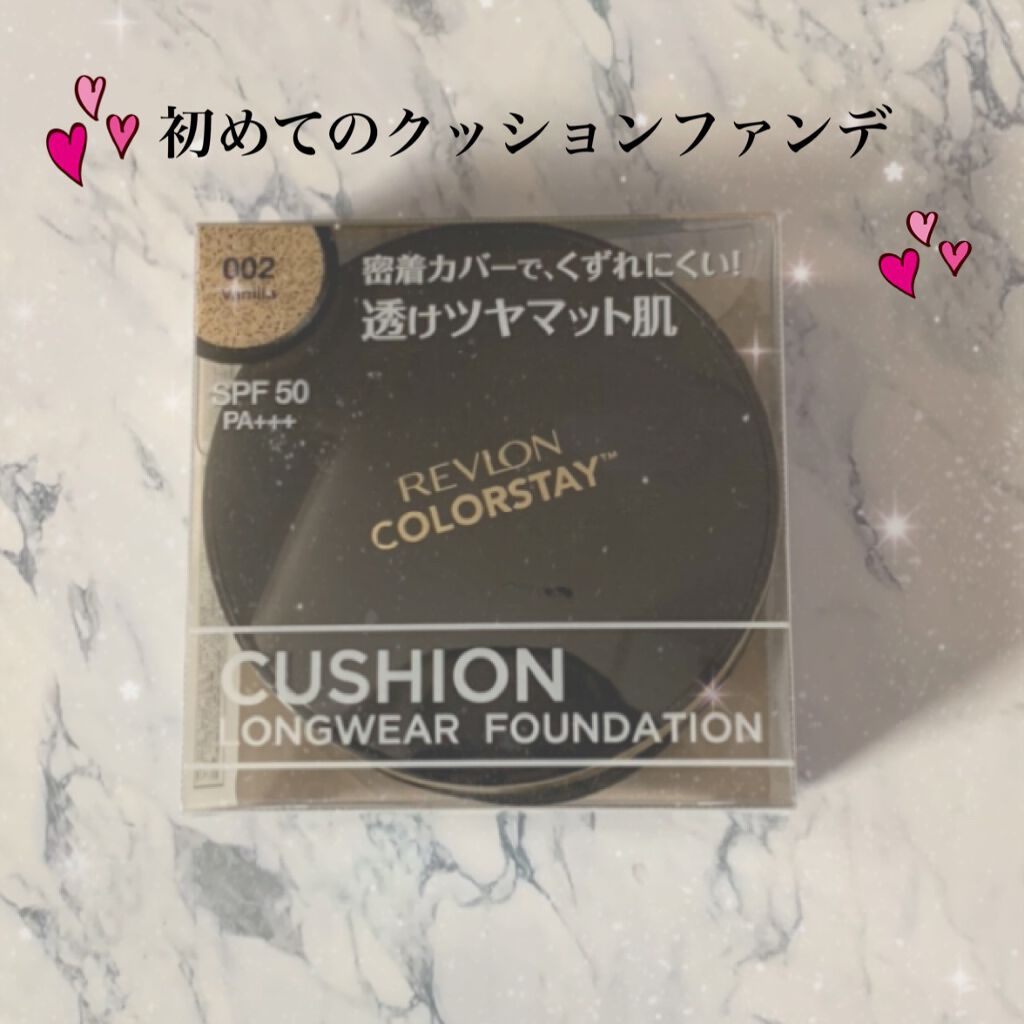 初めてのクッションファンデ
002
Vanilla
密着カバーで、くずれにくい!
透けツヤマット肌
SPF 50
PA+++
REVLON
COLORSTAY™
CUSHION
LONGWEAR FOUNDATION